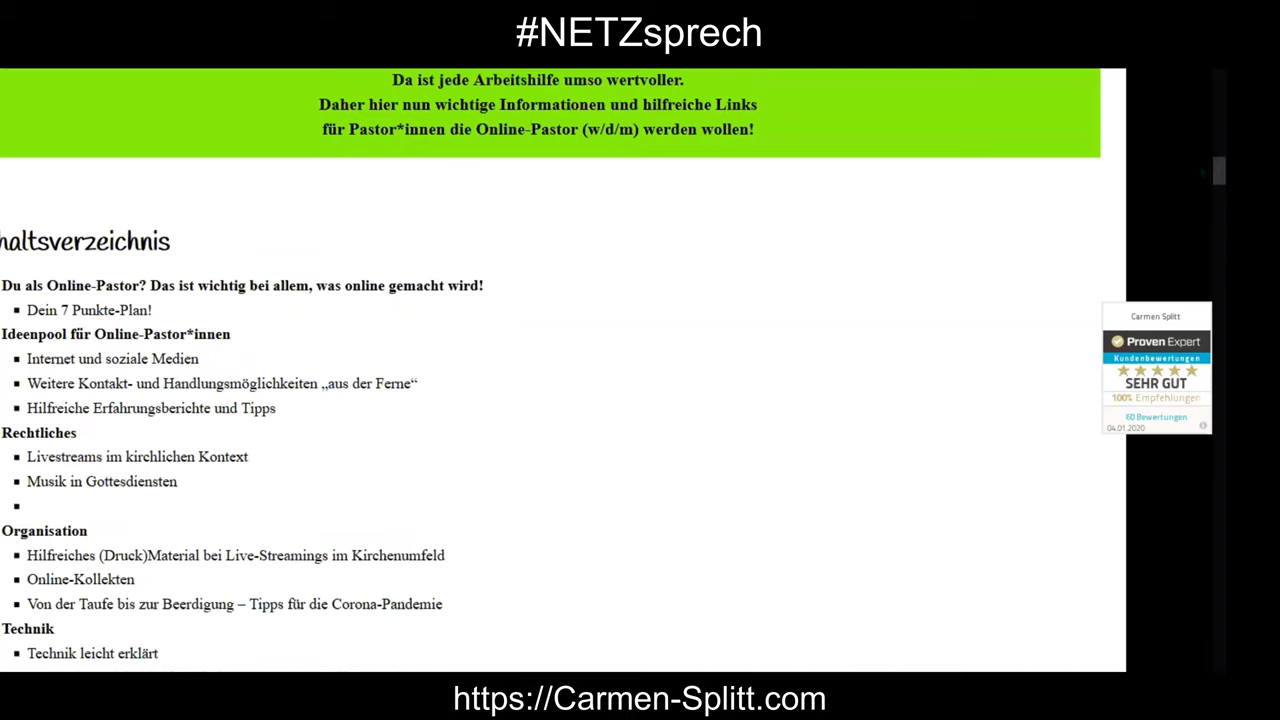 #NETZsprech
Da ist jede Arbeitshilfe umso wertvoller.
Daher hier nun wichtige Informationen und hilfreiche Links
für Pastor*innen die Online-Pastor (w/d/m) werden wollen!
haltsverzeichnis
Du als Online-Pastor? Das ist wichtig bei allem, was online gemacht wird!
Dein 7 Punkte-Plan!
Ideenpool für Online-Pastor*innen
Internet und soziale Medien
Weitere Kontakt- und Handlungsmöglichkeiten „aus der Ferne“
Hilfreiche Erfahrungsberichte und Tipps
Rechtliches
Livestreams im kirchlichen Kontext
Musik in Gottesdiensten
Organisation
Hilfreiches (Druck)Material bei Live-Streamings im Kirchenumfeld
Online-Kollekten
Von der Taufe bis zur Beerdigung – Tipps für die Corona-Pandemie
Technik
Technik leicht erklärt
Carmen Splitt
Proven Expert
Kundenbewertungen
SEHR GUT
100% Empfehlungen
60 Bewertungen
04.01.2020
https://Carmen-Splitt.com